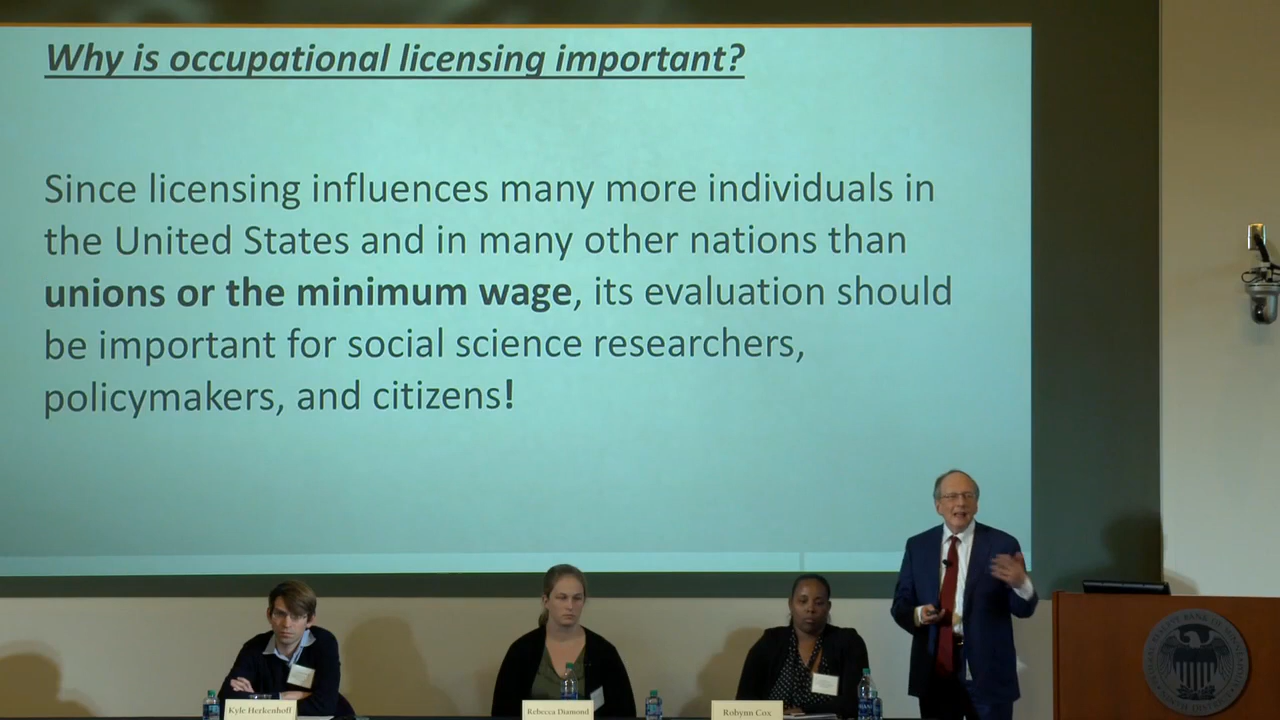 Why is occupational licensing important?
Since licensing influences many more individuals in
the United States and in many other nations than
unions or the minimum wage, its evaluation should
be important for social science researchers,
policymakers, and citizens!
Kyle Herkenhoff
Rebecca Diamond
Robynn Cox